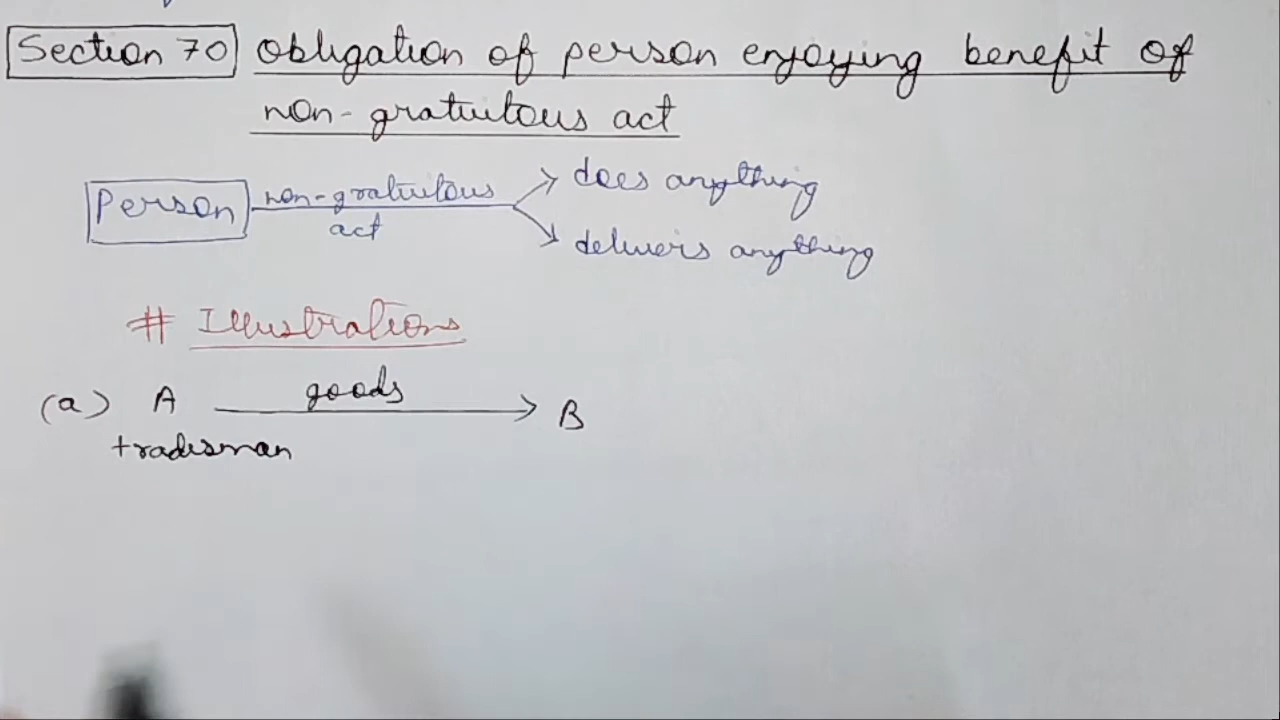 Section 70 obligation of person enjoying benefit of
non-gratuitous act
Person non-gratuitous act does anything
delivers anything
# Illustrations
(a) A goods B
tradesman